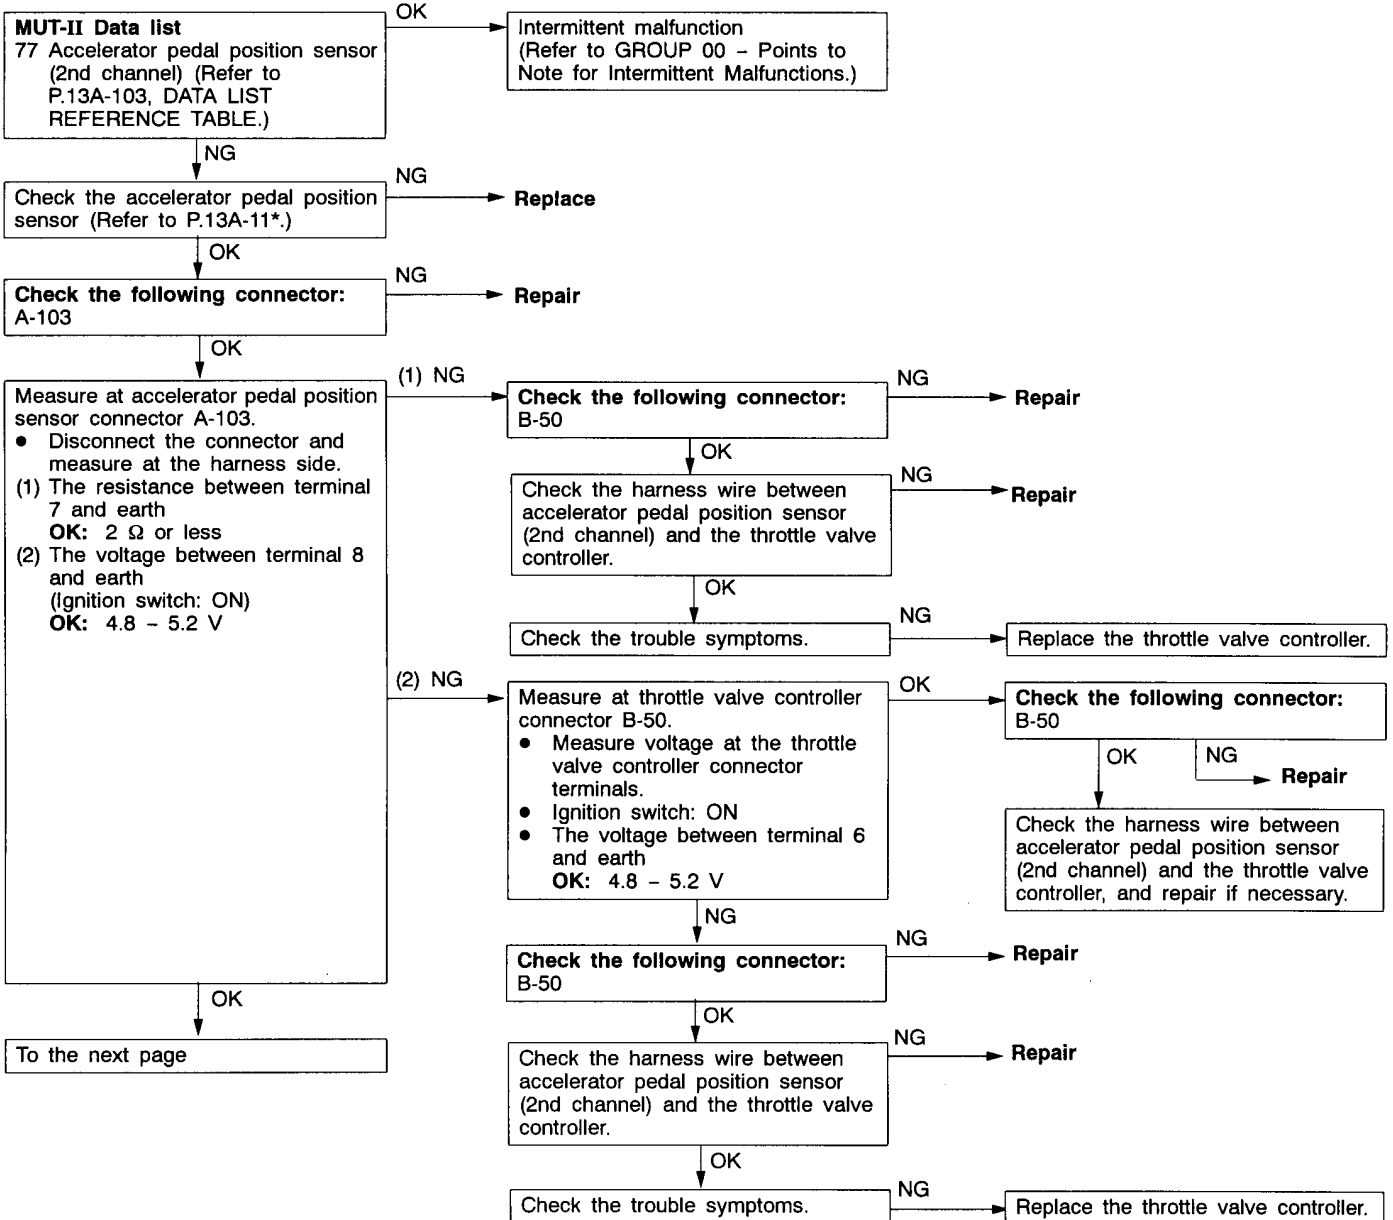 MUT-II Data list
77 Accelerator pedal position sensor
(2nd channel) (Refer to
P.13A-103, DATA LIST
REFERENCE TABLE.)
OK
Intermittent malfunction
(Refer to GROUP 00 – Points to
Note for Intermittent Malfunctions.)
NG
Check the accelerator pedal position
sensor (Refer to P.13A-11*.)
NG
Replace
OK
Check the following connector:
A-103
NG
Repair
OK
Measure at accelerator pedal position
sensor connector A-103.
● Disconnect the connector and
measure at the harness side.
(1) The resistance between terminal
7 and earth
OK: 2 Ω or less
(2) The voltage between terminal 8
and earth
(Ignition switch: ON)
OK: 4.8 – 5.2 V
(1) NG
Check the following connector:
B-50
NG
Repair
OK
Check the harness wire between
accelerator pedal position sensor
(2nd channel) and the throttle valve
controller.
NG
Repair
OK
Check the trouble symptoms.
NG
Replace the throttle valve controller.
(2) NG
Measure at throttle valve controller
connector B-50.
● Measure voltage at the throttle
valve controller connector
terminals.
● Ignition switch: ON
● The voltage between terminal 6
and earth
OK: 4.8 – 5.2 V
OK
Check the following connector:
B-50
OK
NG
Repair
Check the harness wire between
accelerator pedal position sensor
(2nd channel) and the throttle valve
controller, and repair if necessary.
NG
Check the following connector:
B-50
NG
Repair
OK
Check the harness wire between
accelerator pedal position sensor
(2nd channel) and the throttle valve
controller.
NG
Repair
OK
Check the trouble symptoms.
NG
Replace the throttle valve controller.
OK
To the next page